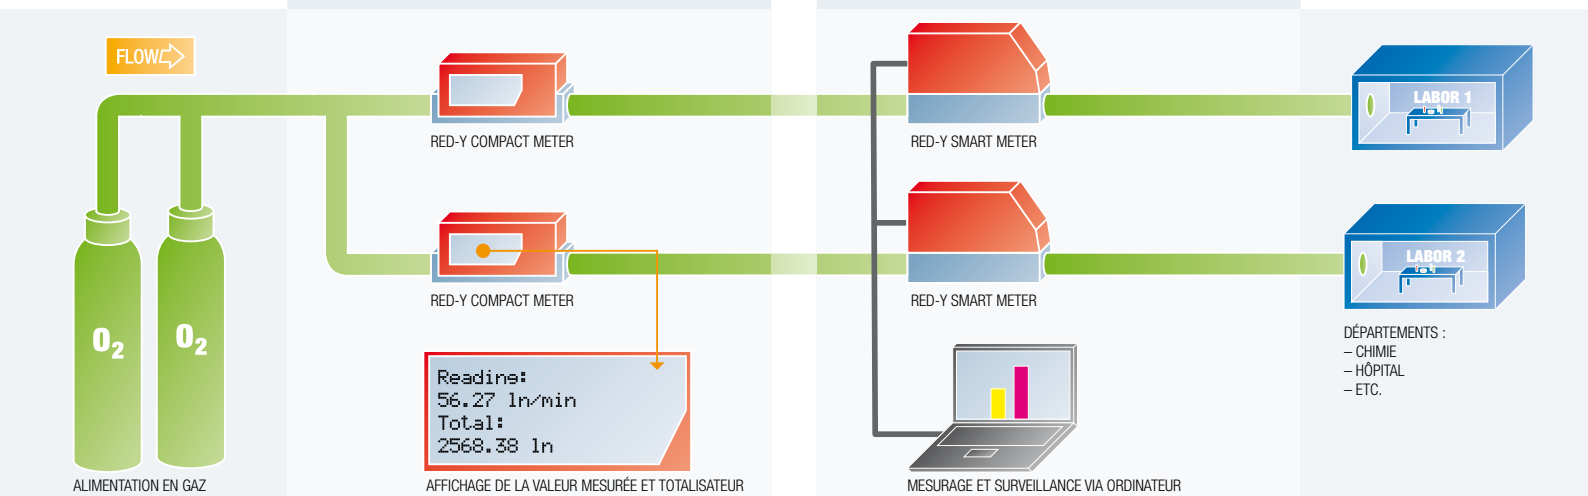 FLOW
RED-Y COMPACT METER
RED-Y SMART METER
LABOR 1
RED-Y COMPACT METER
RED-Y SMART METER
LABOR 2
O2
O2
DÉPARTEMENTS :
– CHIMIE
– HÔPITAL
– ETC.
Reading:
56.27 ln/min
Total:
2568.38 ln
ALIMENTATION EN GAZ
AFFICHAGE DE LA VALEUR MESURÉE ET TOTALISATEUR
MESURAGE ET SURVEILLANCE VIA ORDINATEUR